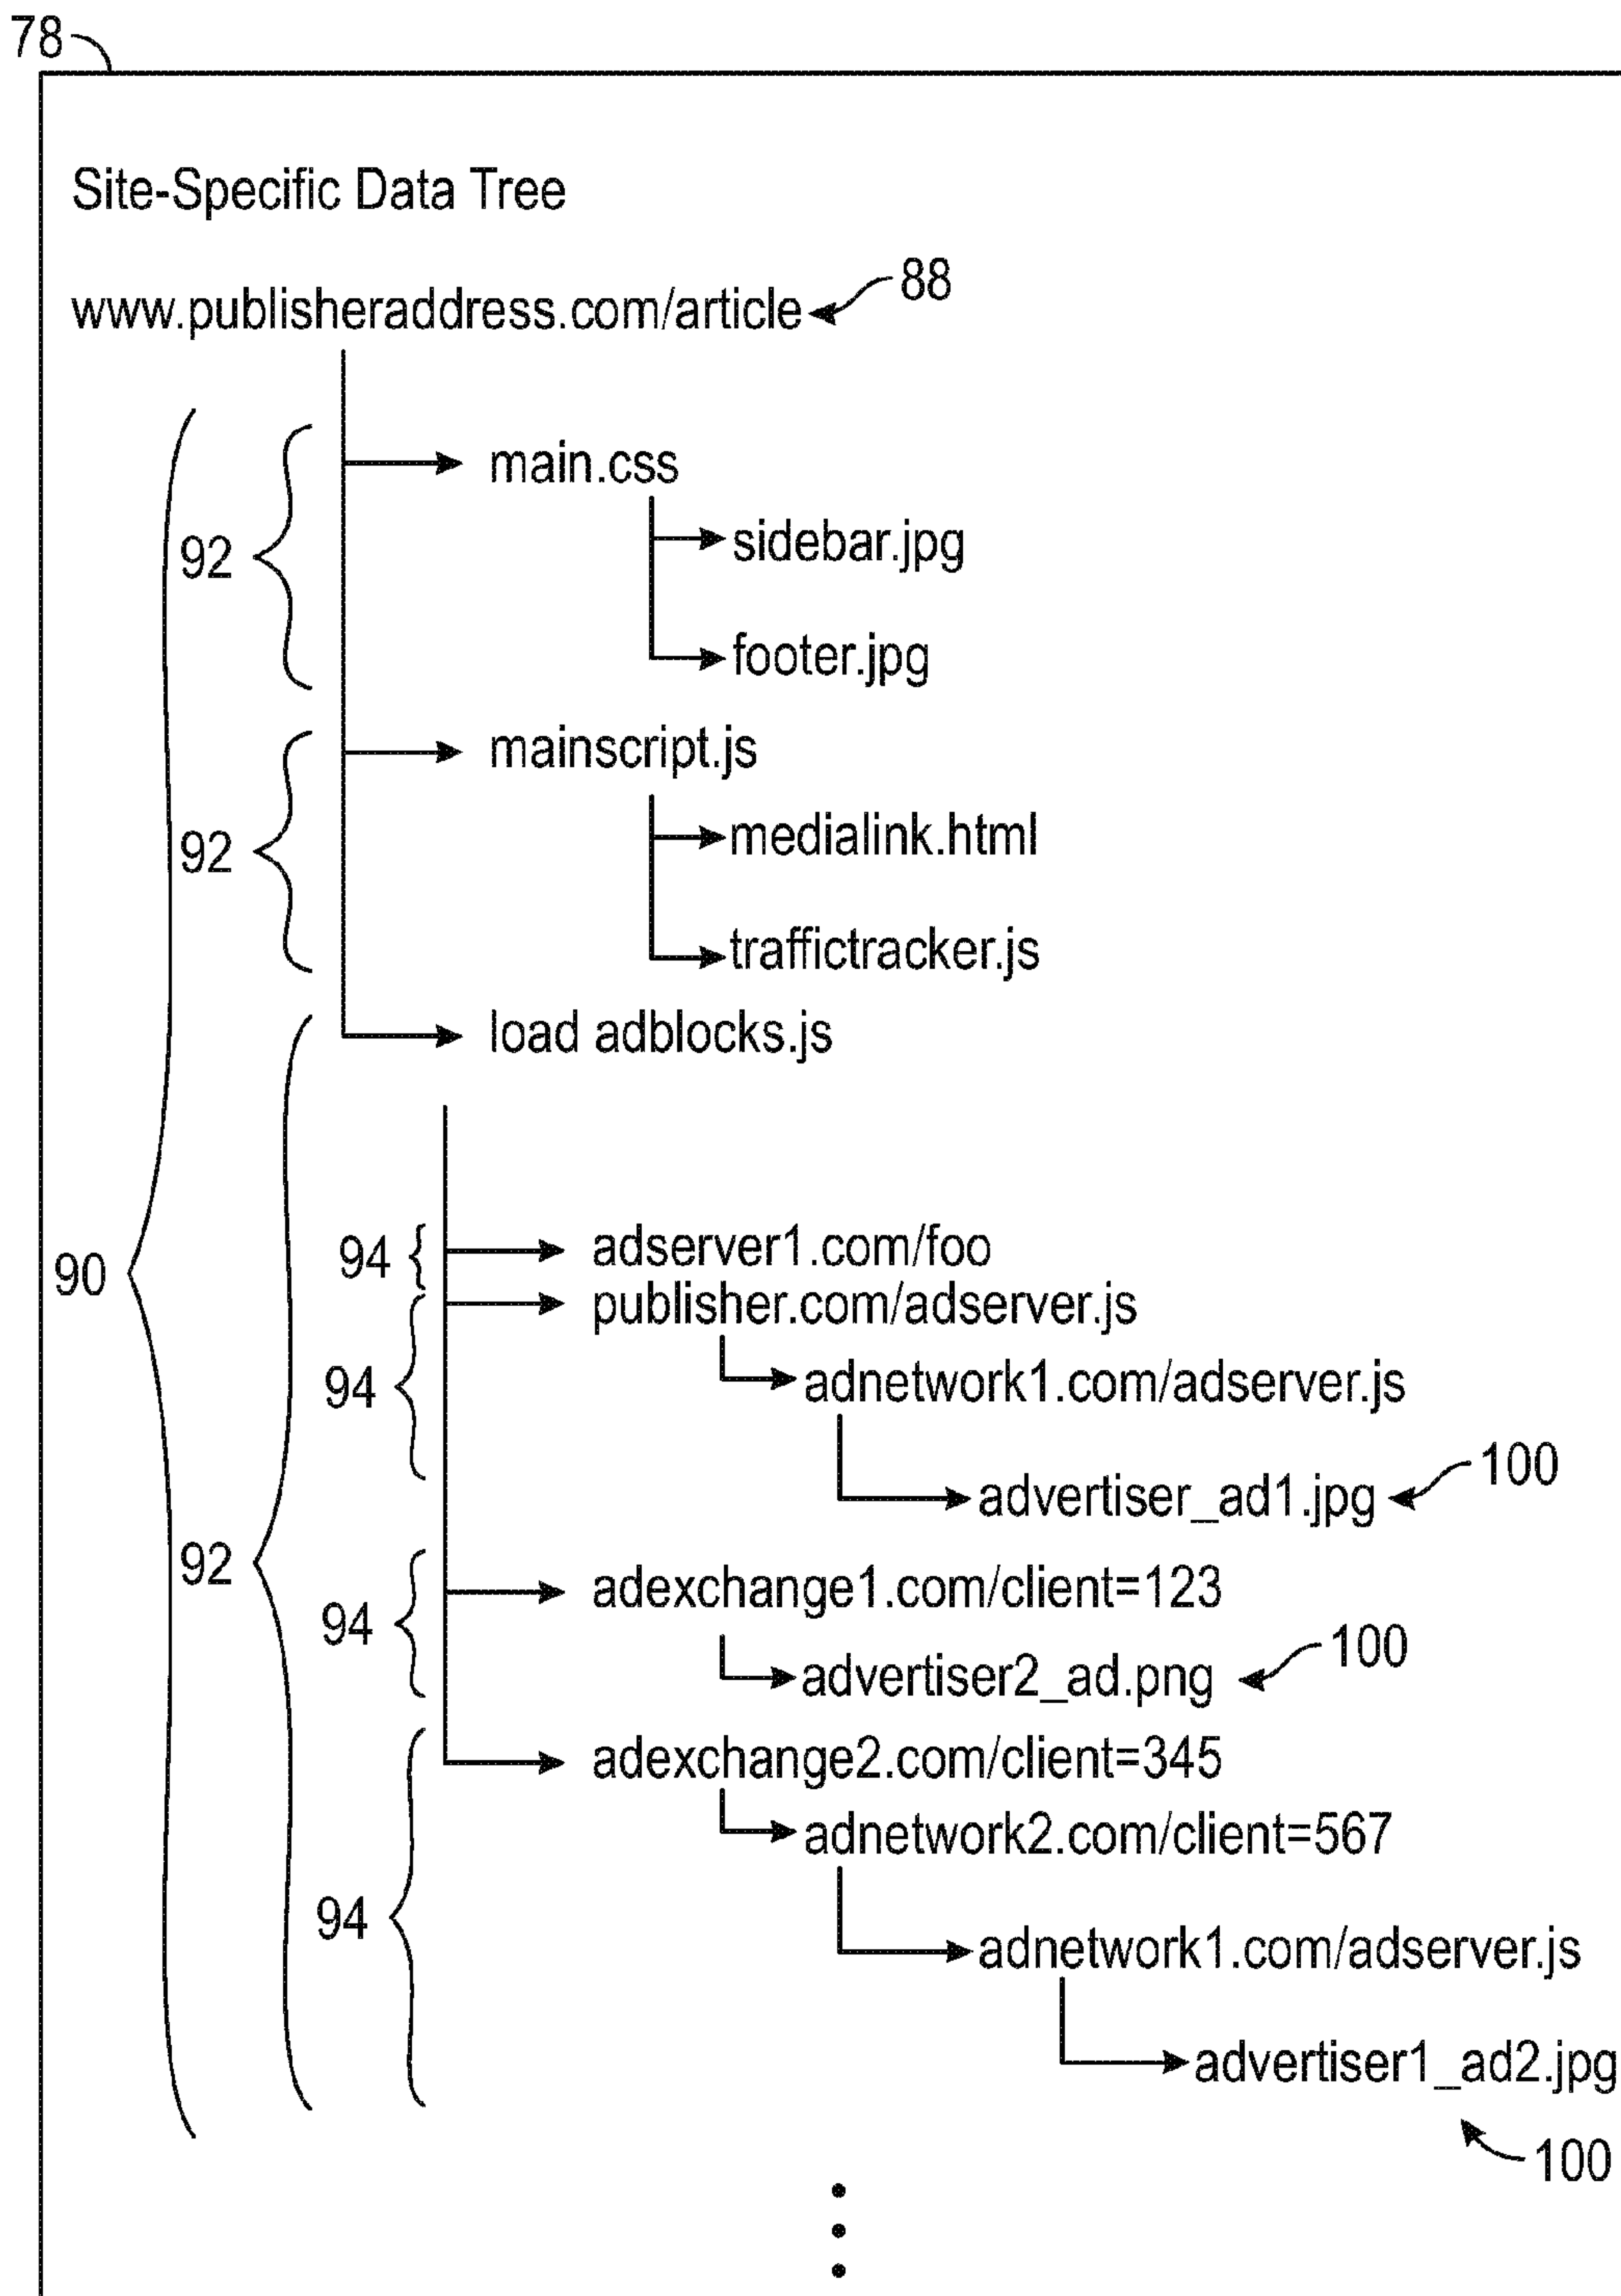 78
Site-Specific Data Tree
www.publisheraddress.com/article 88
main.css
sidebar.jpg
92
footer.jpg
mainscript.js
medialink.html
92
traffictracker.js
load adblocks.js
94 adserver1.com/foo
90
publisher.com/adserver.js
94 adnetwork1.com/adserver.js
100
advertiser_ad1.jpg
92
adexchange1.com/client=123
94
100
advertiser2_ad.png
adexchange2.com/client=345
adnetwork2.com/client=567
94
adnetwork1.com/adserver.js
advertiser1_ad2.jpg
100